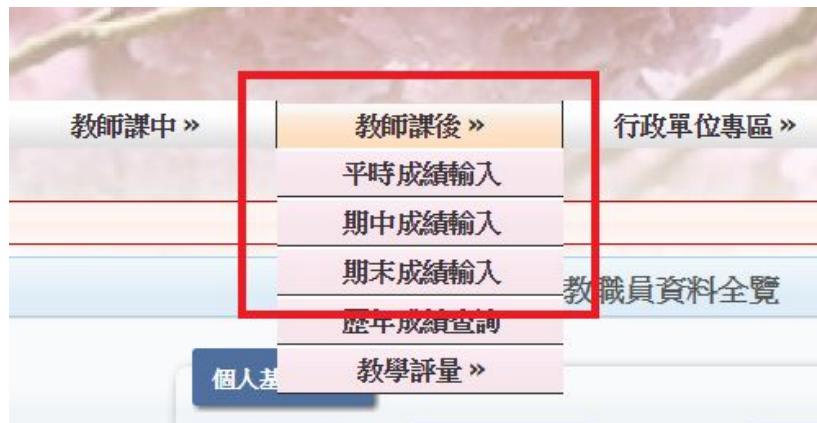 教師課中 » 教師課後 » 行政單位專區 »
平時成績輸入
期中成績輸入
期末成績輸入
教職員資料全覽
歷年成績查詢
教學評量 »
個人基